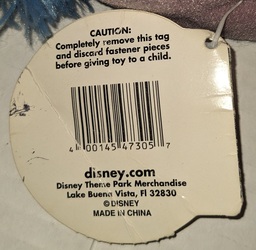 CAUTION:
Completely remove this tag
and discard fastener pieces
before giving toy to a child.
4 00145 47305 7
disney.com
Disney Theme Park Merchandise
Lake Buena Vista, Fl 32830
© DISNEY
MADE IN CHINA